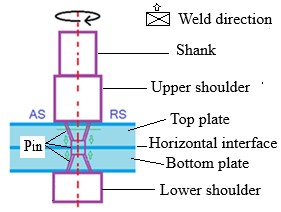 Weld direction
Shank
Upper shoulder
AS RS
Top plate
Pin
Horizontal interface
Bottom plate
Lower shoulder